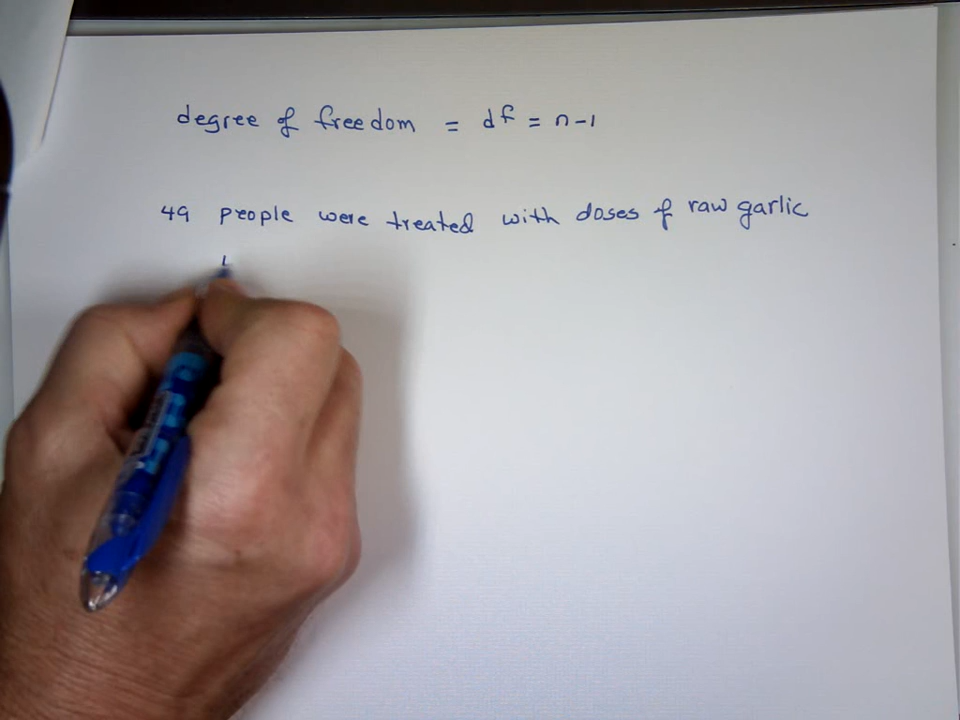 degree of freedom = df = n-1
49 people were treated with doses of raw garlic